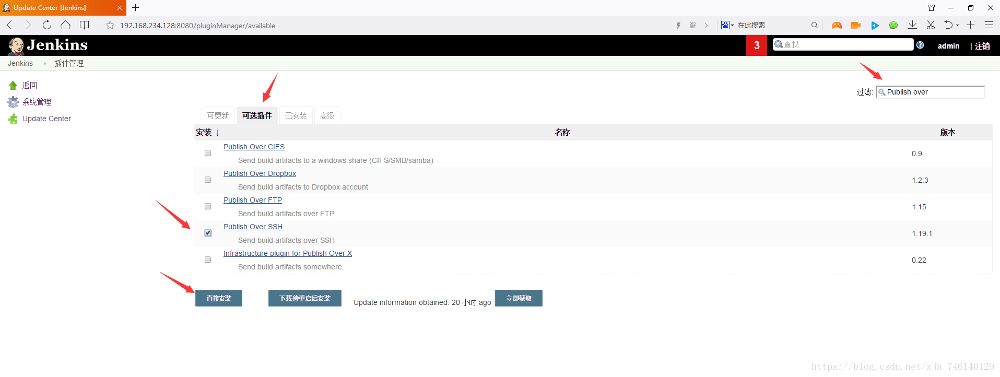 Update Center [Jenkins]
192.168.234.128:8080/pluginManager/available
在此搜索
Jenkins
3
查找
admin
| 注销
Jenkins
插件管理
返回
过滤:
Publish over
系统管理
Update Center
可更新
可选插件
已安装
高级
安装 ↓
名称
版本
Publish Over CIFS
Send build artifacts to a windows share (CIFS/SMB/samba)
0.9
Publish Over Dropbox
Send build artifacts to Dropbox account
1.2.3
Publish Over FTP
Send build artifacts over FTP
1.15
Publish Over SSH
Send build artifacts over SSH
1.19.1
Infrastructure plugin for Publish Over X
Send build artifacts somewhere.
0.22
直接安装
下载待重启后安装
Update information obtained: 20 小时 ago
立即获取
https://blog.csdn.net/zjh_746140129